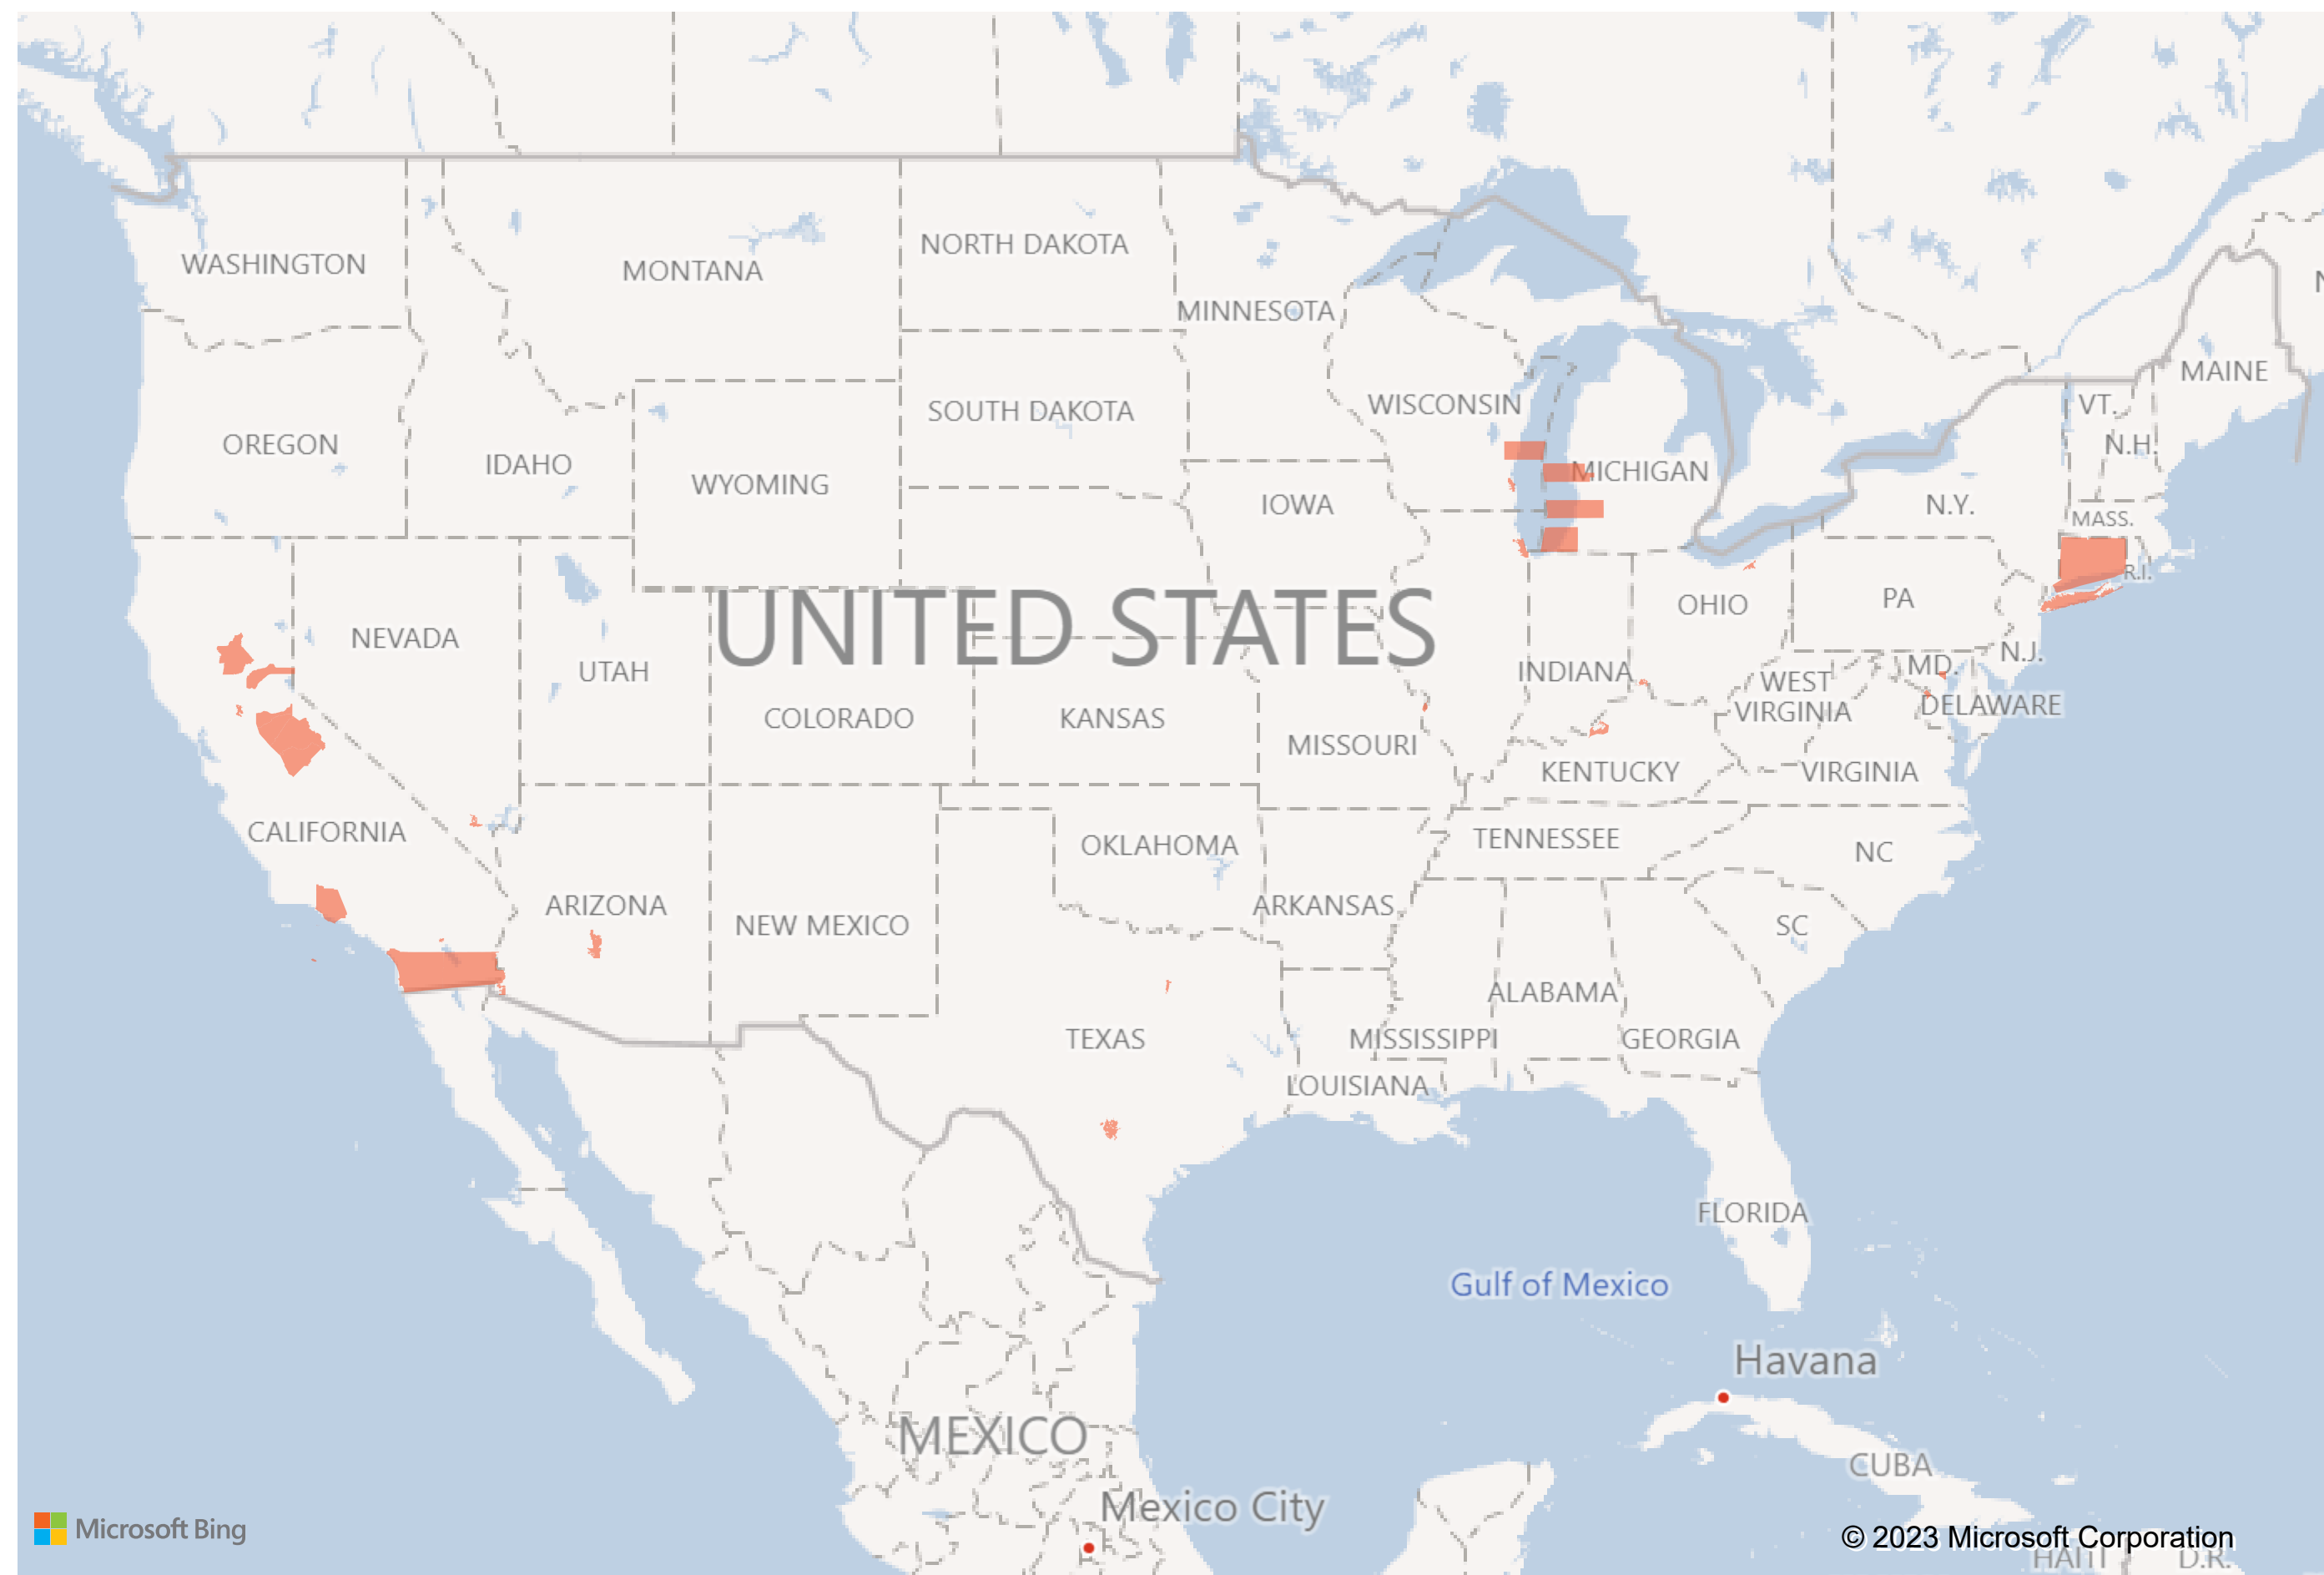 WASHINGTON
MONTANA
NORTH DAKOTA
MINNESOTA
MAINE
VT.
N.H.
OREGON
IDAHO
WYOMING
SOUTH DAKOTA
WISCONSIN
MICHIGAN
IOWA
N.Y.
MASS.
R.I.
UNITED STATES
NEVADA
UTAH
COLORADO
KANSAS
MISSOURI
INDIANA
OHIO
PA
N.J.
MD.
WEST
VIRGINIA
DELAWARE
KENTUCKY
VIRGINIA
CALIFORNIA
ARIZONA
NEW MEXICO
OKLAHOMA
ARKANSAS
TENNESSEE
NC
SC
TEXAS
LOUISIANA
MISSISSIPPI
ALABAMA
GEORGIA
FLORIDA
Gulf of Mexico
Havana
CUBA
MEXICO
Mexico City
Microsoft Bing
© 2023 Microsoft Corporation
HAITI
D.R.